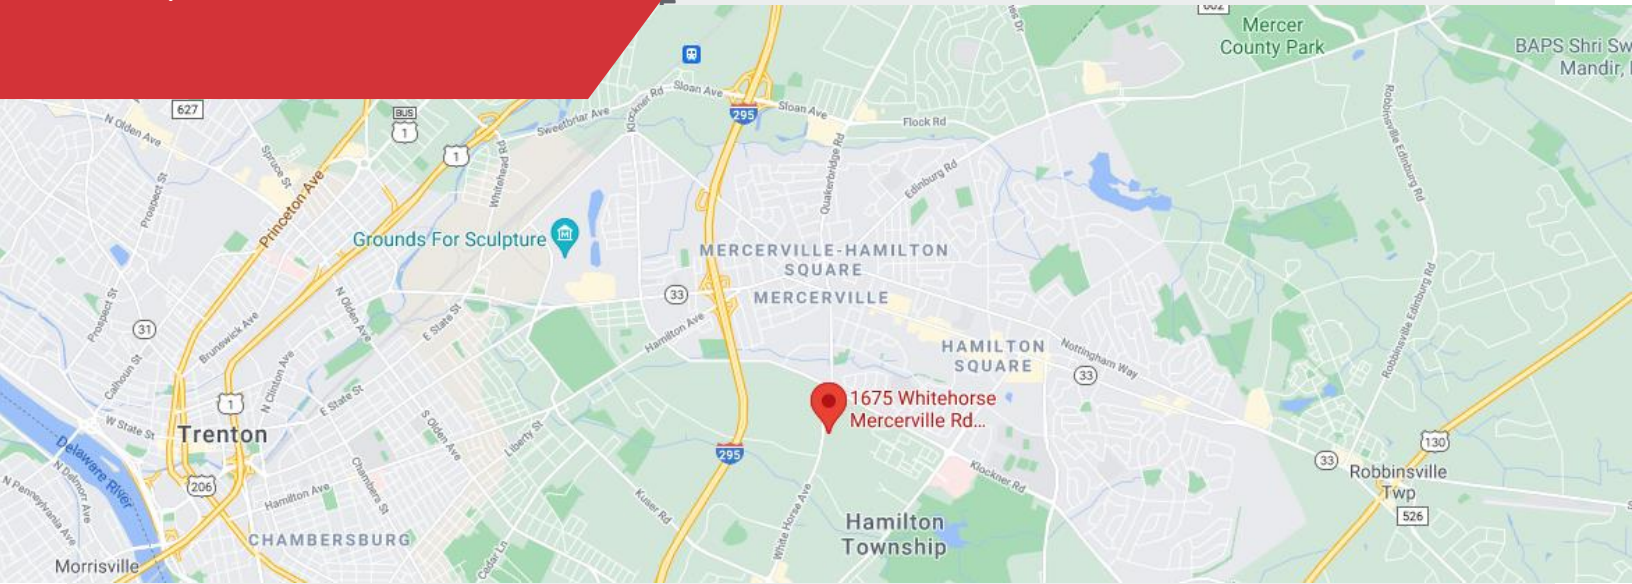 602
Mercer
County Park
BAPS Shri Sw
Mandir,
Sloan Ave
Klockner Rd
295
Sloan Ave
627
BUS
1
N Olden Ave
Sweetbriar Ave
Flock Rd
Robbinsville Edinburg Rd
1
Whitehead Rd
Spruce St
Quakerbridge Rd
Edinburg Rd
Prospect St
Princeton Ave
Grounds For Sculpture
MERCERVILLE-HAMILTON
SQUARE
33
MERCERVILLE
Prospect St
N Olden Ave
E State St
31
Brunswick Ave
Hamilton Ave
Robbinsville Edinburg Rd
HAMILTON
SQUARE
Nottingham Way
33
Calhoun St
N Clinton Ave
1
E State St
1675 Whitehorse
Mercerville Rd...
W State St
Trenton
S Olden Ave
Liberty St
130
Delaware River
295
33
Robbinsville
Twp
N Delmorr Ave
206
Chambers St
Klockner Rd
N Pennsylvania Ave
Hamilton Ave
Kuser Rd
White Horse Ave
526
Hamilton
Township
CHAMBERSBURG
Cedar Ln
Morrisville